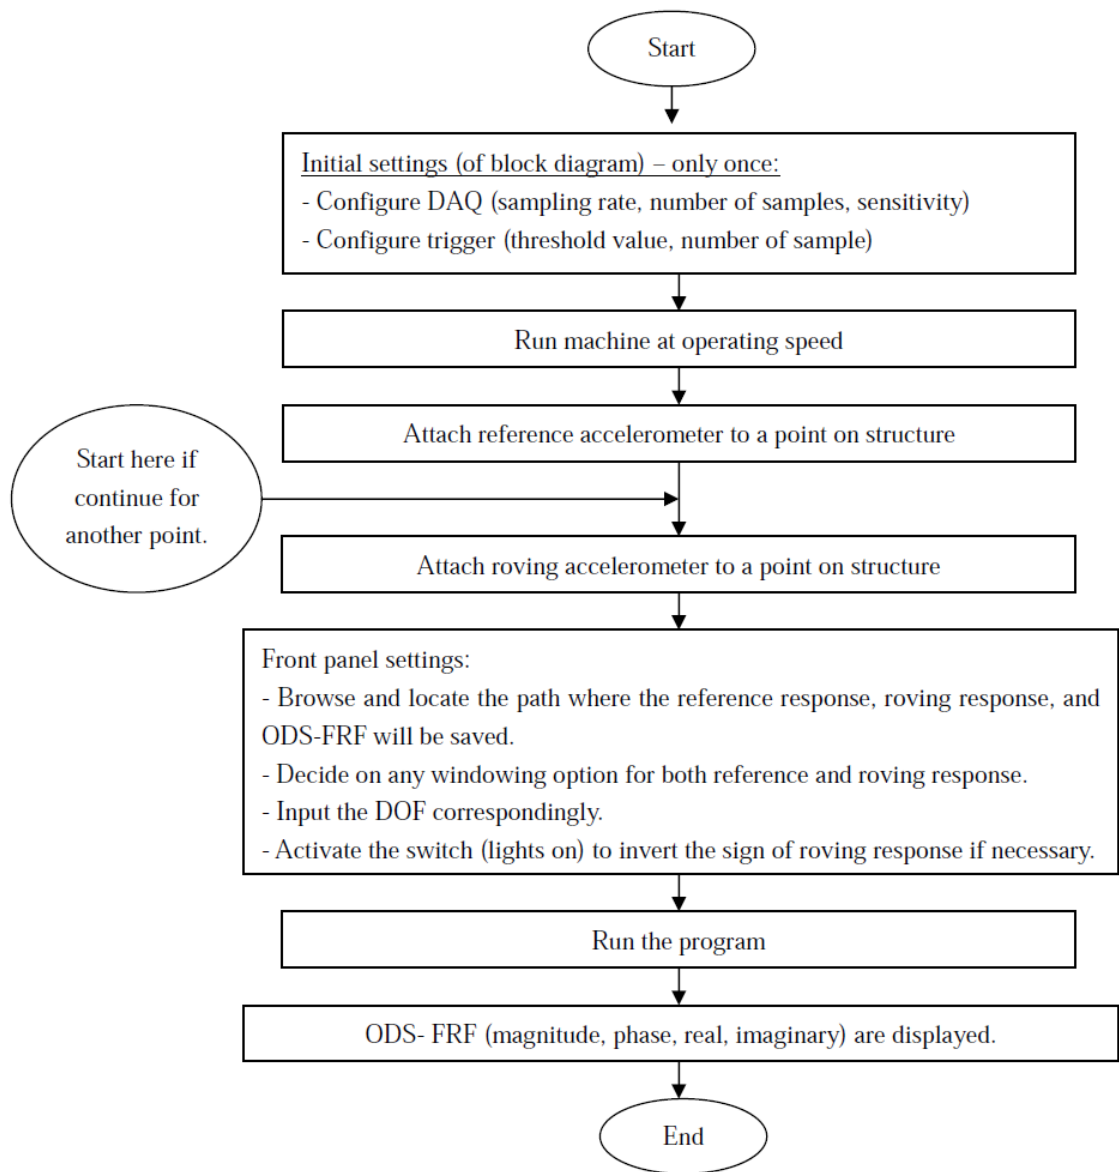 Start
Initial settings (of block diagram) – only once:
- Configure DAQ (sampling rate, number of samples, sensitivity)
- Configure trigger (threshold value, number of sample)
Run machine at operating speed
Attach reference accelerometer to a point on structure
Start here if
continue for
another point.
Attach roving accelerometer to a point on structure
Front panel settings:
- Browse and locate the path where the reference response, roving response, and
ODS-FRF will be saved.
- Decide on any windowing option for both reference and roving response.
- Input the DOF correspondingly.
- Activate the switch (lights on) to invert the sign of roving response if necessary.
Run the program
ODS- FRF (magnitude, phase, real, imaginary) are displayed.
End